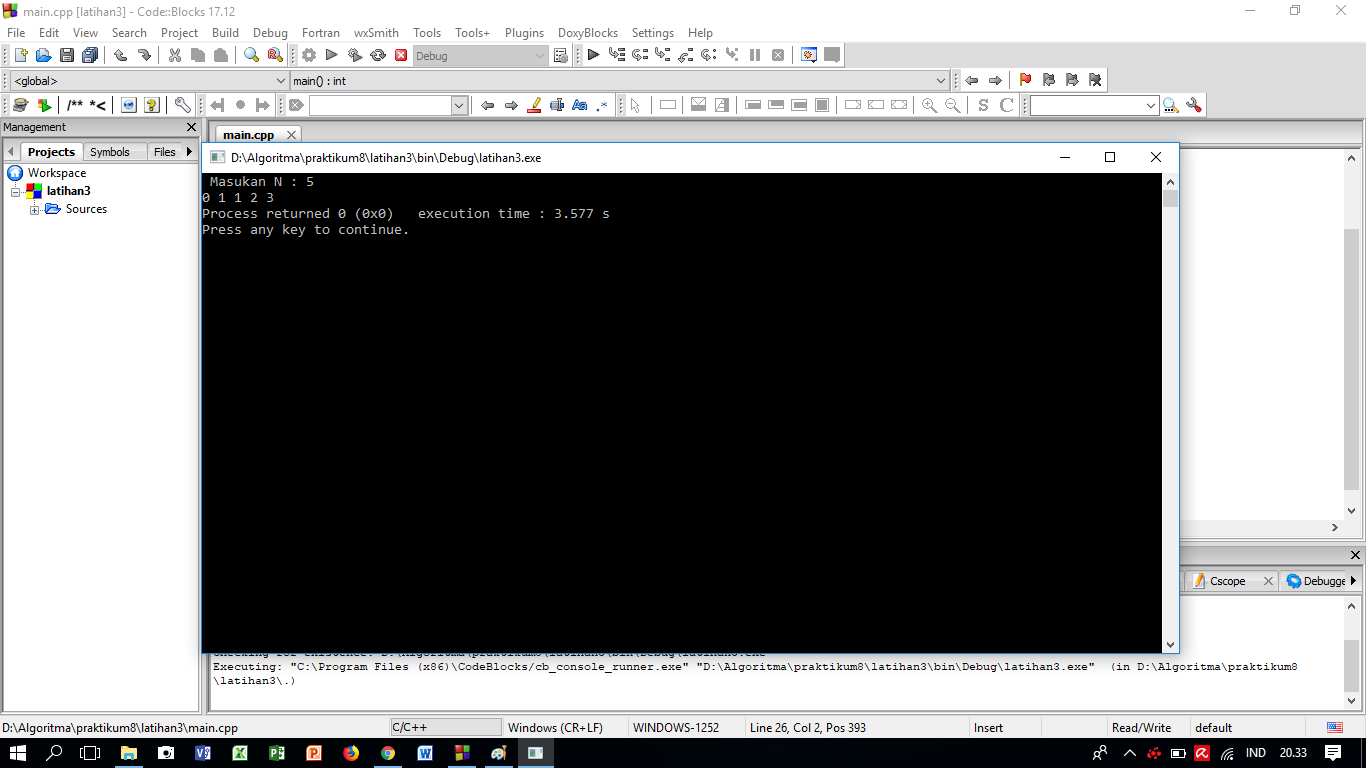 main.cpp [latihan3] - Code::Blocks 17.12
File Edit View Search Project Build Debug Fortran wxSmith Tools Tools+ Plugins DoxyBlocks Settings Help
Debug
<global> main() : int
/** *<
Aa .*
S C
Management
main.cpp
Projects Symbols Files
Workspace
latihan3
Sources
D:\Algoritma\praktikum8\latihan3\bin\Debug\latihan3.exe
Masukan N : 5
0 1 1 2 3
Process returned 0 (0x0)   execution time : 3.577 s
Press any key to continue.
Cscope Debugge
Executing: "C:\Program Files (x86)\CodeBlocks/cb_console_runner.exe" "D:\Algoritma\praktikum8\latihan3\bin\Debug\latihan3.exe"  (in D:\Algoritma\praktikum8
\latihan3\.)
D:\Algoritma\praktikum8\latihan3\main.cpp C/C++ Windows (CR+LF) WINDOWS-1252 Line 26, Col 2, Pos 393 Insert Read/Write default
IND 20.33